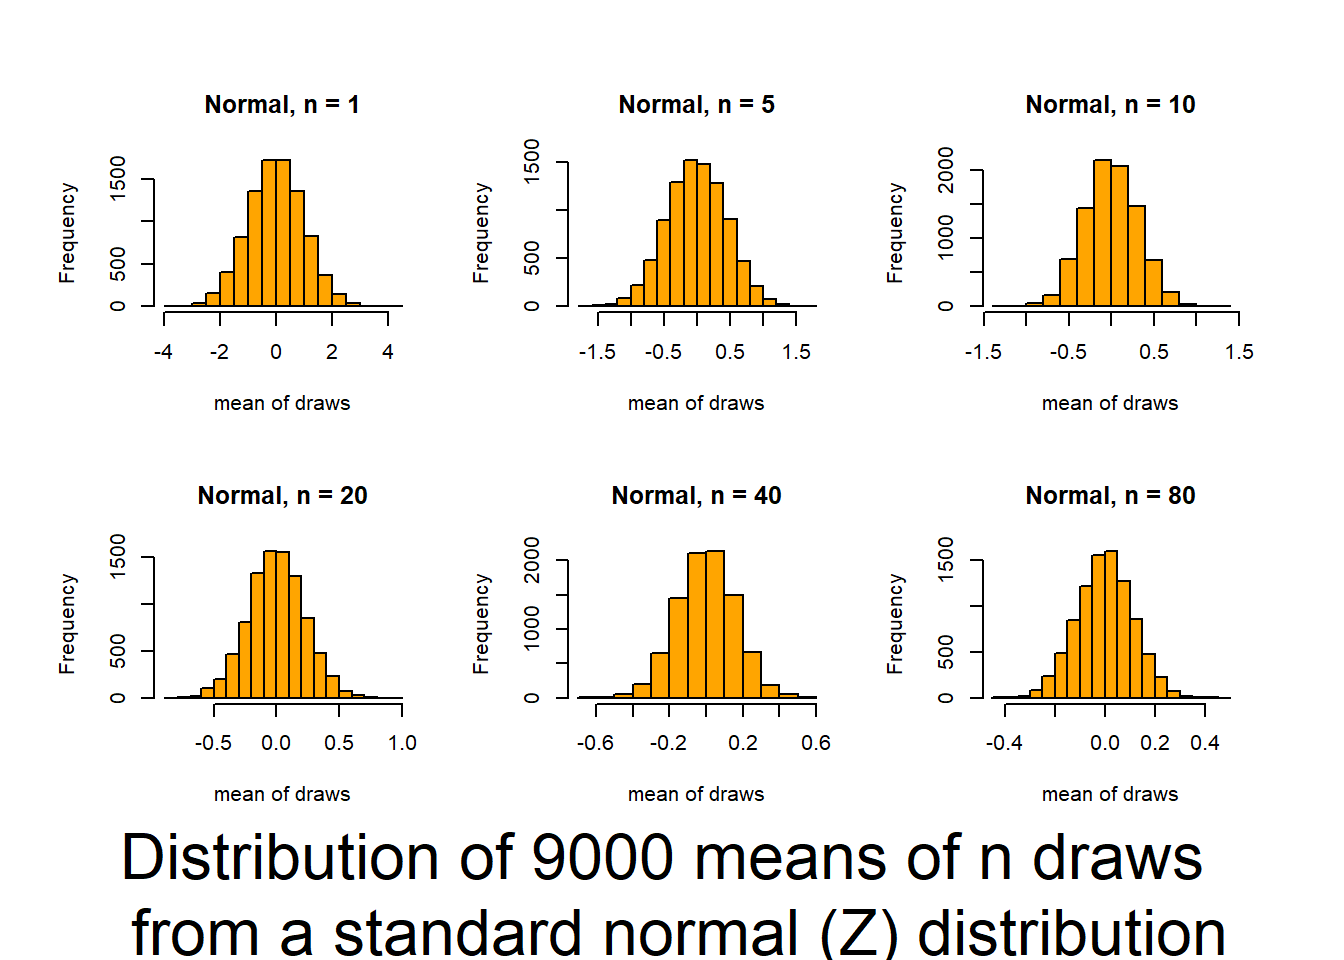 Normal, n = 1
Frequency
0 500 1500
-4 -2 0 2 4
mean of draws
Normal, n = 5
Frequency
0 500 1500
-1.5 -0.5 0.5 1.5
mean of draws
Normal, n = 10
Frequency
0 1000 2000
-1.5 -0.5 0.5 1.5
mean of draws
Normal, n = 20
Frequency
0 500 1500
-0.5 0.0 0.5 1.0
mean of draws
Normal, n = 40
Frequency
0 1000 2000
-0.6 -0.2 0.2 0.6
mean of draws
Normal, n = 80
Frequency
0 500 1500
-0.4 0.0 0.2 0.4
mean of draws
Distribution of 9000 means of n draws
from a standard normal (Z) distribution